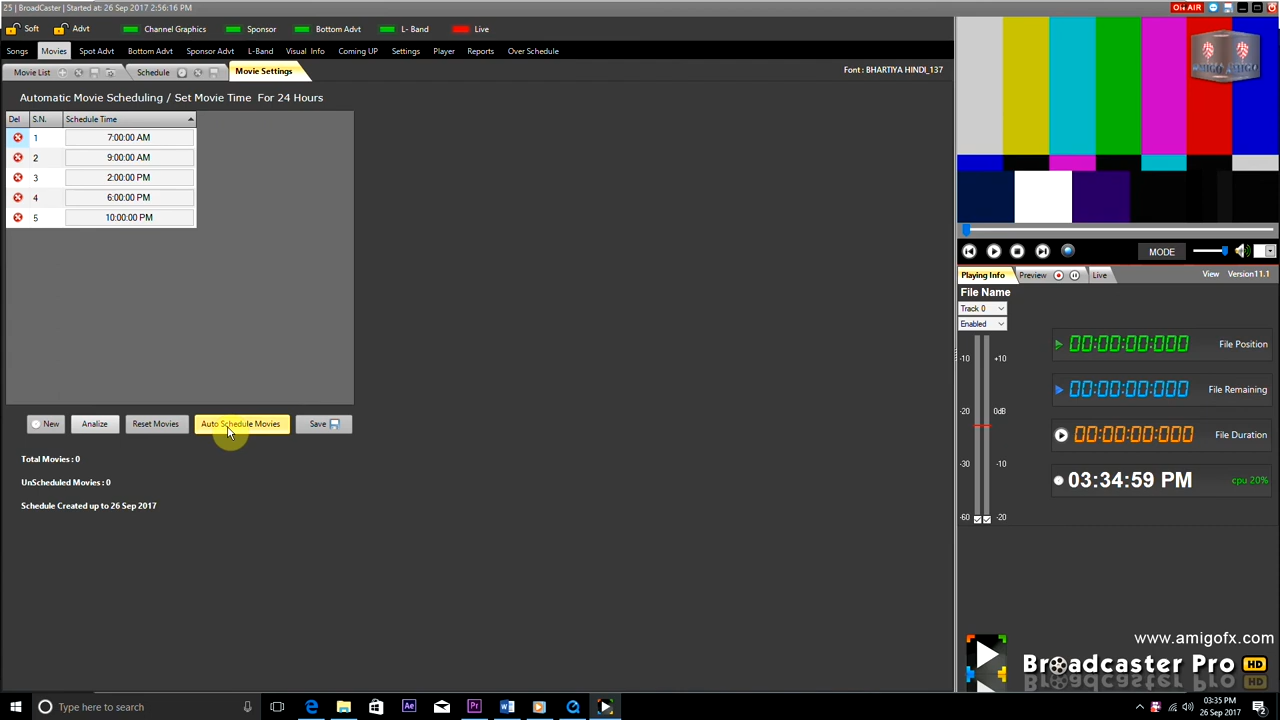 25 | BroadCaster | Started at: 26 Sep 2017 2:56:16 PM
ON AIR
Soft Advt Channel Graphics Sponsor Bottom Advt L- Band Live
Songs Movies Spot Advt Bottom Advt Sponsor Advt L-Band Visual Info Coming UP Settings Player Reports Over Schedule
Movie List Schedule Movie Settings
Font : BHARTIYA HINDI_137
AMIGO AMIGO
Automatic Movie Scheduling / Set Movie Time For 24 Hours
Del S.N. Schedule Time
1 7:00:00 AM
2 9:00:00 AM
3 2:00:00 PM
4 6:00:00 PM
5 10:00:00 PM
New Analize Reset Movies Auto Schedule Movies Save
Total Movies : 0
UnScheduled Movies : 0
Schedule Created up to 26 Sep 2017
MODE
Playing Info Preview Live View Version11.1
File Name
Track 0
Enabled
-10 +10
-20 0dB
-30 -10
-60 -20
00:00:00:000 File Position
00:00:00:000 File Remaining
00:00:00:000 File Duration
03:34:59 PM cpu 20%
www.amigofx.com
Broadcaster Pro HD
Type here to search
Ae
Pr
03:35 PM
26 Sep 2017
2